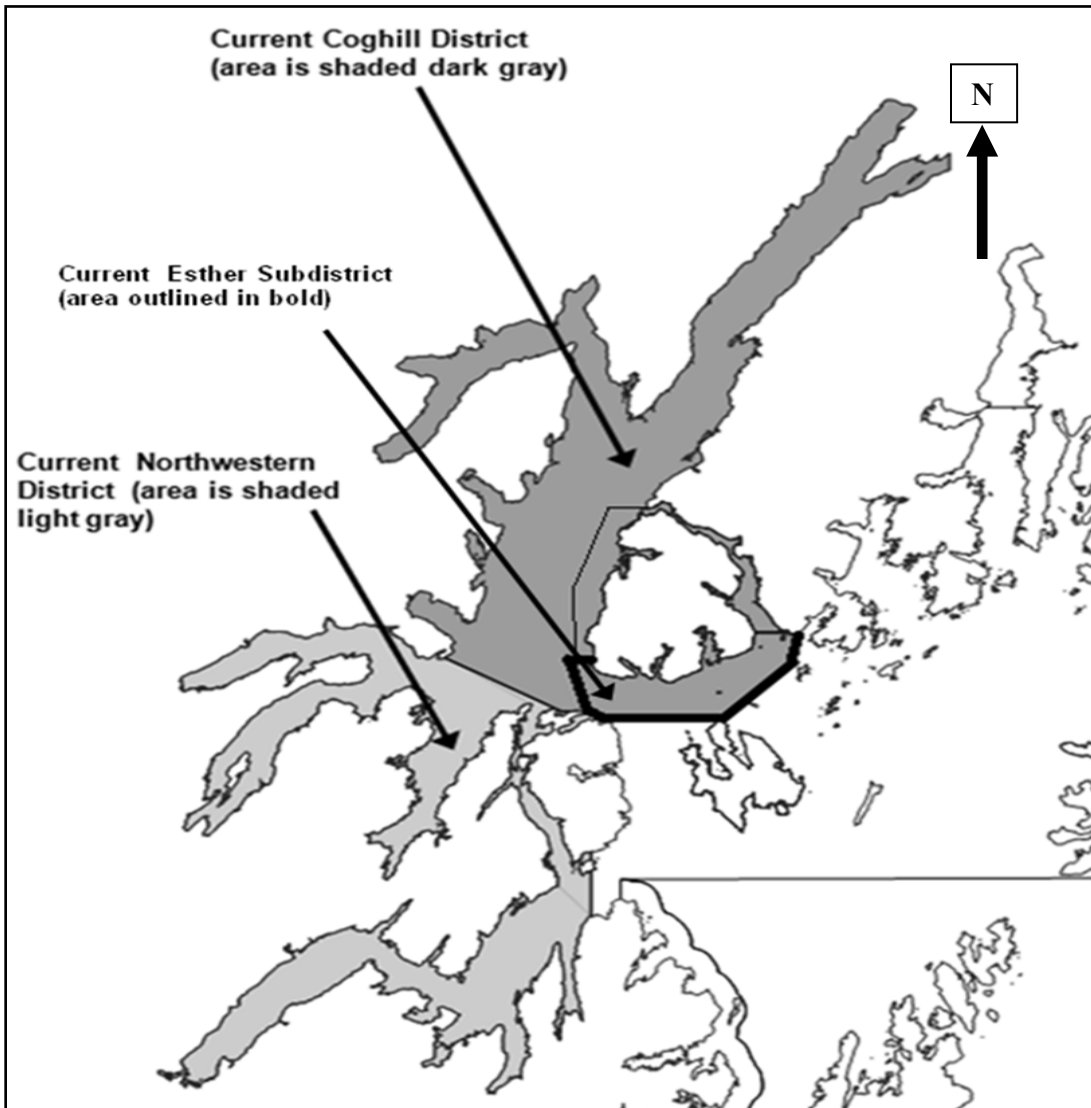 Current Coghill District
(area is shaded dark gray)
N
Current Esther Subdistrict
(area outlined in bold)
Current Northwestern
District (area is shaded
light gray)